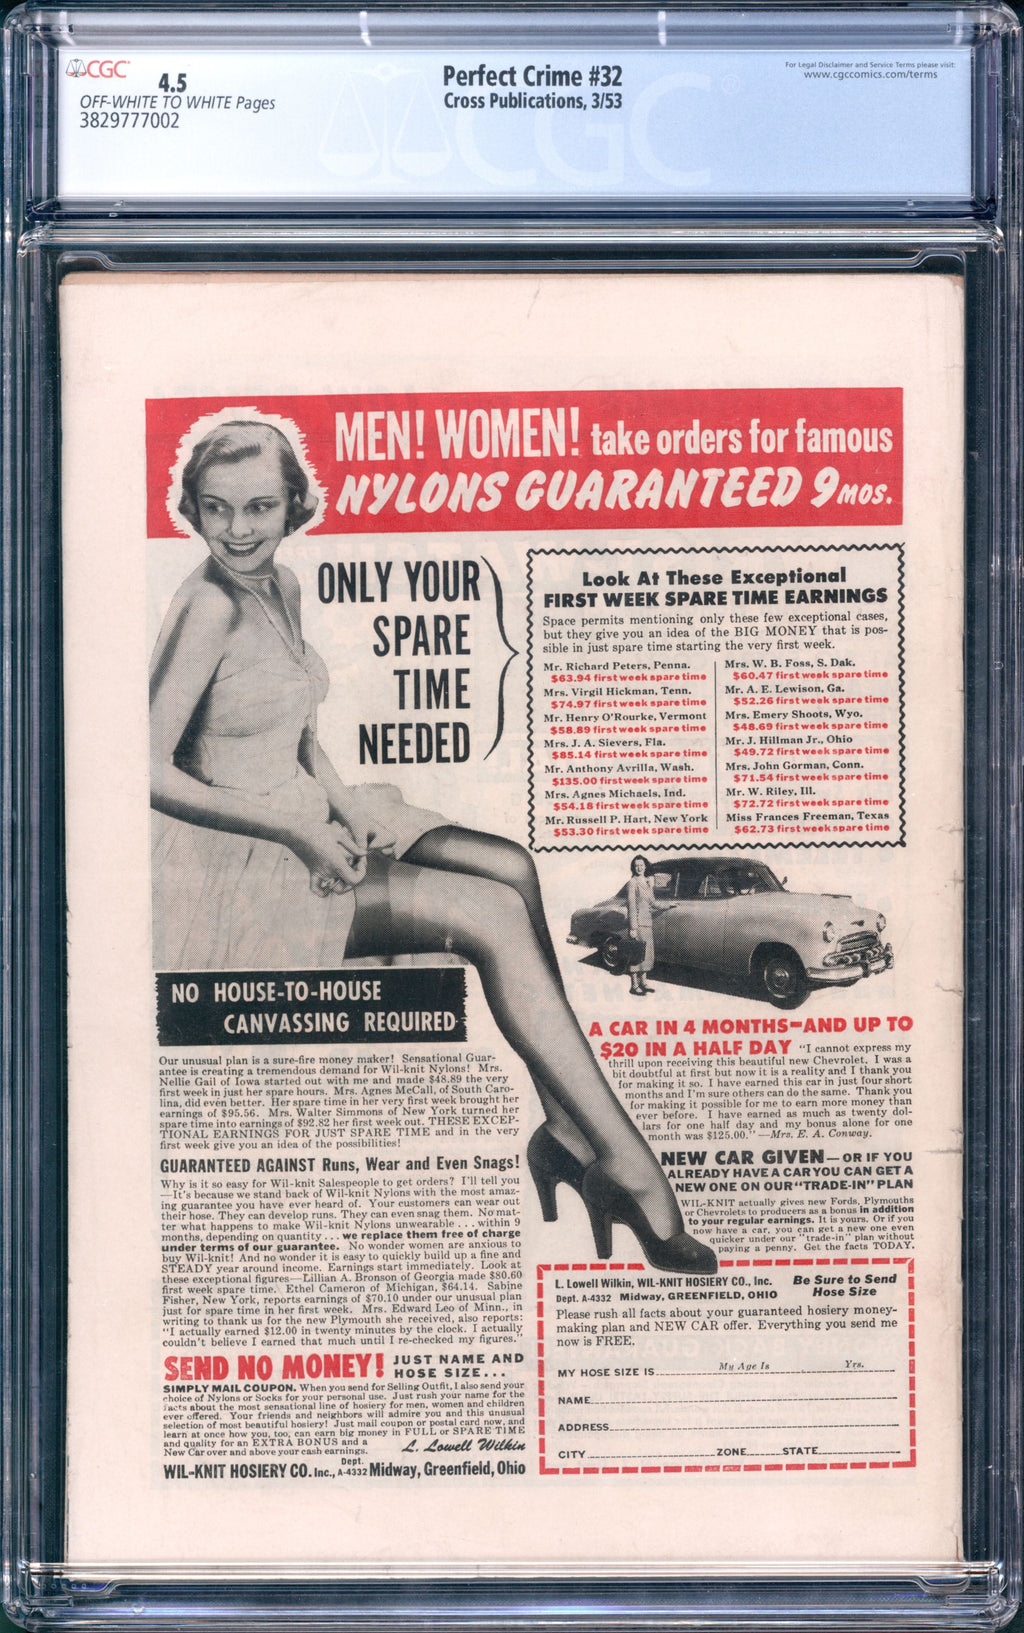 CGC
4.5
OFF-WHITE TO WHITE Pages
3829777002
Perfect Crime #32
Cross Publications, 3/53
For Legal Disclaimer and Service Terms please visit:
www.cgccomics.com/terms
CGC
MEN! WOMEN! take orders for famous
NYLONS GUARANTEED 9 MOS.
ONLY YOUR
SPARE
TIME
NEEDED
Look At These Exceptional
FIRST WEEK SPARE TIME EARNINGS
Space permits mentioning only these few exceptional cases,
but they give you an idea of the BIG MONEY that is pos-
sible in just spare time starting the very first week.
Mr. Richard Peters, Penna.
$63.94 first week spare time
Mrs. Virgil Hickman, Tenn.
$74.97 first week spare time
Mr. Henry O'Rourke, Vermont
$58.89 first week spare time
Mrs. J. A. Sievers, Fla.
$85.14 first week spare time
Mr. Anthony Avrilla, Wash.
$135.00 first week spare time
Mrs. Agnes Michaels, Ind.
$54.18 first week spare time
Mr. Russell P. Hart, New York
$53.30 first week spare time
Mrs. W. B. Foss, S. Dak.
$60.47 first week spare time
Mr. A. E. Lewison, Ga.
$52.26 first week spare time
Mrs. Emery Shoots, Wyo.
$48.69 first week spare time
Mr. J. Hillman Jr., Ohio
$49.72 first week spare time
Mrs. John Gorman, Conn.
$71.54 first week spare time
Mr. W. Riley, Ill.
$72.72 first week spare time
Miss Frances Freeman, Texas
$62.73 first week spare time
NO HOUSE-TO-HOUSE
CANVASSING REQUIRED
Our unusual plan is a sure-fire money maker! Sensational Guar-
antee is creating a tremendous demand for Wil-knit Nylons! Mrs.
Nellie Gail of Iowa started out with me and made $48.89 the very
first week in just her spare hours. Mrs. Agnes McCall, of South Caro-
lina, did even better. Her spare time in her very first week brought her
earnings of $95.56. Mrs. Walter Simmons of New York turned her
spare time into earnings of $92.82 her first week out. THESE EXCEP-
TIONAL EARNINGS FOR JUST SPARE TIME and in the very
first week give you an idea of the possibilities!
GUARANTEED AGAINST Runs, Wear and Even Snags!
Why is it so easy for Wil-knit Salespeople to get orders? I'll tell you
—It's because we stand back of Wil-knit Nylons with the most amaz-
ing guarantee you have ever heard of. Your customers can wear out
their hose. They can develop runs. They can even snag them. No mat-
ter what happens to make Wil-knit Nylons unwearable . . . within 9
months, depending on quantity . . . we replace them free of charge
under terms of our guarantee. No wonder women are anxious to
buy Wil-knit! And no wonder it is easy to quickly build up a fine and
STEADY year around income. Earnings start immediately. Look at
these exceptional figures—Lillian A. Bronson of Georgia made $80.60
first week spare time. Ethel Cameron of Michigan, $64.14. Sabine
Fisher, New York, reports earnings of $70.10 under our unusual plan
just for spare time in her first week. Mrs. Edward Leo of Minn., in
writing to thank us for the new Plymouth she received, also reports:
"I actually earned $12.00 in twenty minutes by the clock. I actually
couldn't believe I earned that much until I re-checked my figures."
SEND NO MONEY! JUST NAME AND
HOSE SIZE...
SIMPLY MAIL COUPON. When you send for Selling Outfit, I also send your
choice of Nylons or Socks for your personal use. Just rush your name for the
facts about the most sensational line of hosiery for men, women and children
ever offered. Your friends and neighbors will admire you and this unusual
selection of most beautiful hosiery! Just mail coupon or postal card now, and
learn at once how you, too, can earn big money in FULL or SPARE TIME
and qualify for an EXTRA BONUS and a
New Car over and above your cash earnings. L. Lowell Wilkin
WIL-KNIT HOSIERY CO. Inc., Dept. A-4332 Midway, Greenfield, Ohio
A CAR IN 4 MONTHS—AND UP TO
$20 IN A HALF DAY "I cannot express my
thrill upon receiving this beautiful new Chevrolet. I was a
bit doubtful at first but now it is a reality and I thank you
for making it so. I have earned this car in just four short
months and I'm sure others can do the same. Thank you
for making it possible for me to earn more money than
ever before. I have earned as much as twenty dol-
lars for one half day and my bonus alone for one
month was $125.00." —Mrs. E. A. Conway.
NEW CAR GIVEN—OR IF YOU
ALREADY HAVE A CAR YOU CAN GET A
NEW ONE ON OUR "TRADE-IN" PLAN
WIL-KNIT actually gives new Fords, Plymouths
or Chevrolets to producers as a bonus in addition
to your regular earnings. It is yours. Or if you
now have a car, you can get a new one even
quicker under our "trade-in" plan without
paying a penny. Get the facts TODAY.
L. Lowell Wilkin, WIL-KNIT HOSIERY CO., Inc.
Dept. A-4332 Midway, GREENFIELD, OHIO
Be Sure to Send
Hose Size
Please rush all facts about your guaranteed hosiery money-
making plan and NEW CAR offer. Everything you send me
now is FREE.
MY HOSE SIZE IS My Age Is Yrs.
NAME
ADDRESS
CITY ZONE STATE